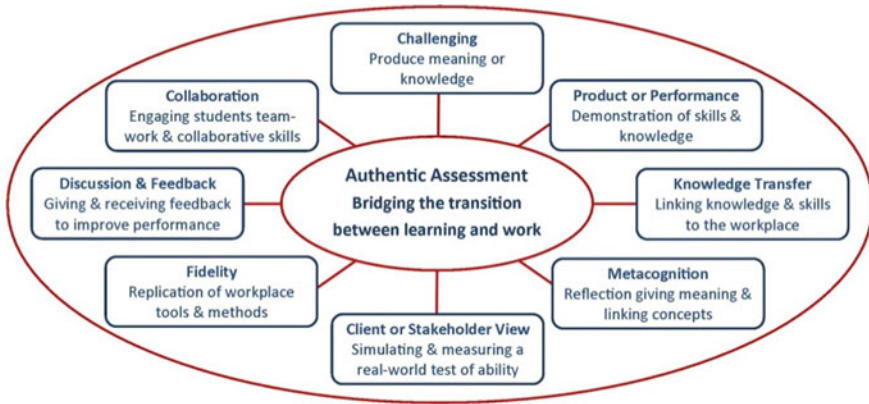 Challenging
Produce meaning or
knowledge
Collaboration
Engaging students team-
work & collaborative skills
Product or Performance
Demonstration of skills &
knowledge
Discussion & Feedback
Giving & receiving feedback
to improve performance
Authentic Assessment
Bridging the transition
between learning and work
Knowledge Transfer
Linking knowledge & skills
to the workplace
Fidelity
Replication of workplace
tools & methods
Metacognition
Reflection giving meaning &
linking concepts
Client or Stakeholder View
Simulating & measuring a
real-world test of ability